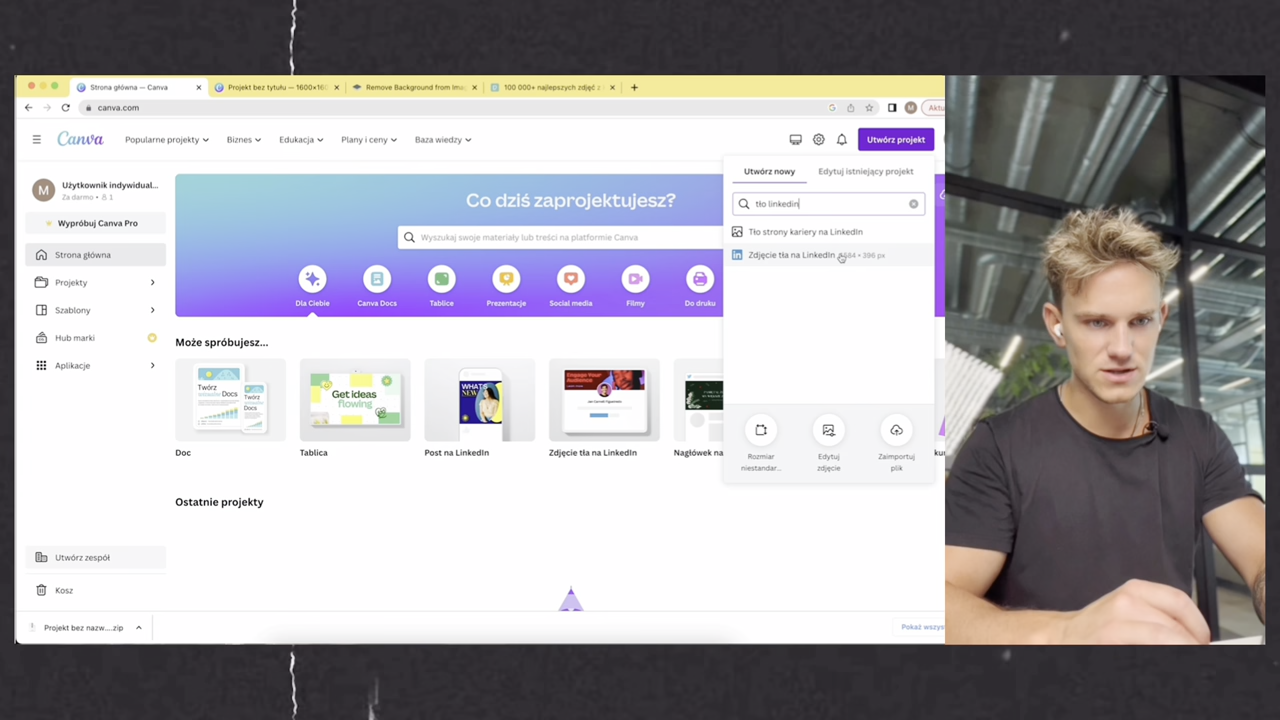 Strona główna — Canva
Projekt bez tytułu — 1600×16
Remove Background from Ima
100 000+ najlepszych zdjęć z
canva.com
M
Aktu
Canva
Popularne projekty
Biznes
Edukacja
Plany i ceny
Baza wiedzy
Utwórz projekt
M
Użytkownik indywidual...
Za darmo • 1
Wypróbuj Canva Pro
Strona główna
Projekty
Szablony
Hub marki
Aplikacje
Utwórz zespół
Kosz
Co dziś zaprojektujesz?
Wyszukaj swoje materiały lub treści na platformie Canva
Dla Ciebie
Canva Docs
Tablice
Prezentacje
Social media
Filmy
Do druku
Utwórz nowy
Edytuj istniejący projekt
tło linkedin
Tło strony kariery na LinkedIn
Zdjęcie tła na LinkedIn
396 px
Rozmiar
niestandar...
Edytuj
zdjęcie
Zaimportuj
plik
Może spróbujesz...
Twórz
Docs
Get ideas
flowing
WHAT'S
NEW
Doc
Tablica
Post na LinkedIn
Zdjęcie tła na LinkedIn
Nagłówek na
Ostatnie projekty
Projekt bez nazw....zip
Pokaż wszys